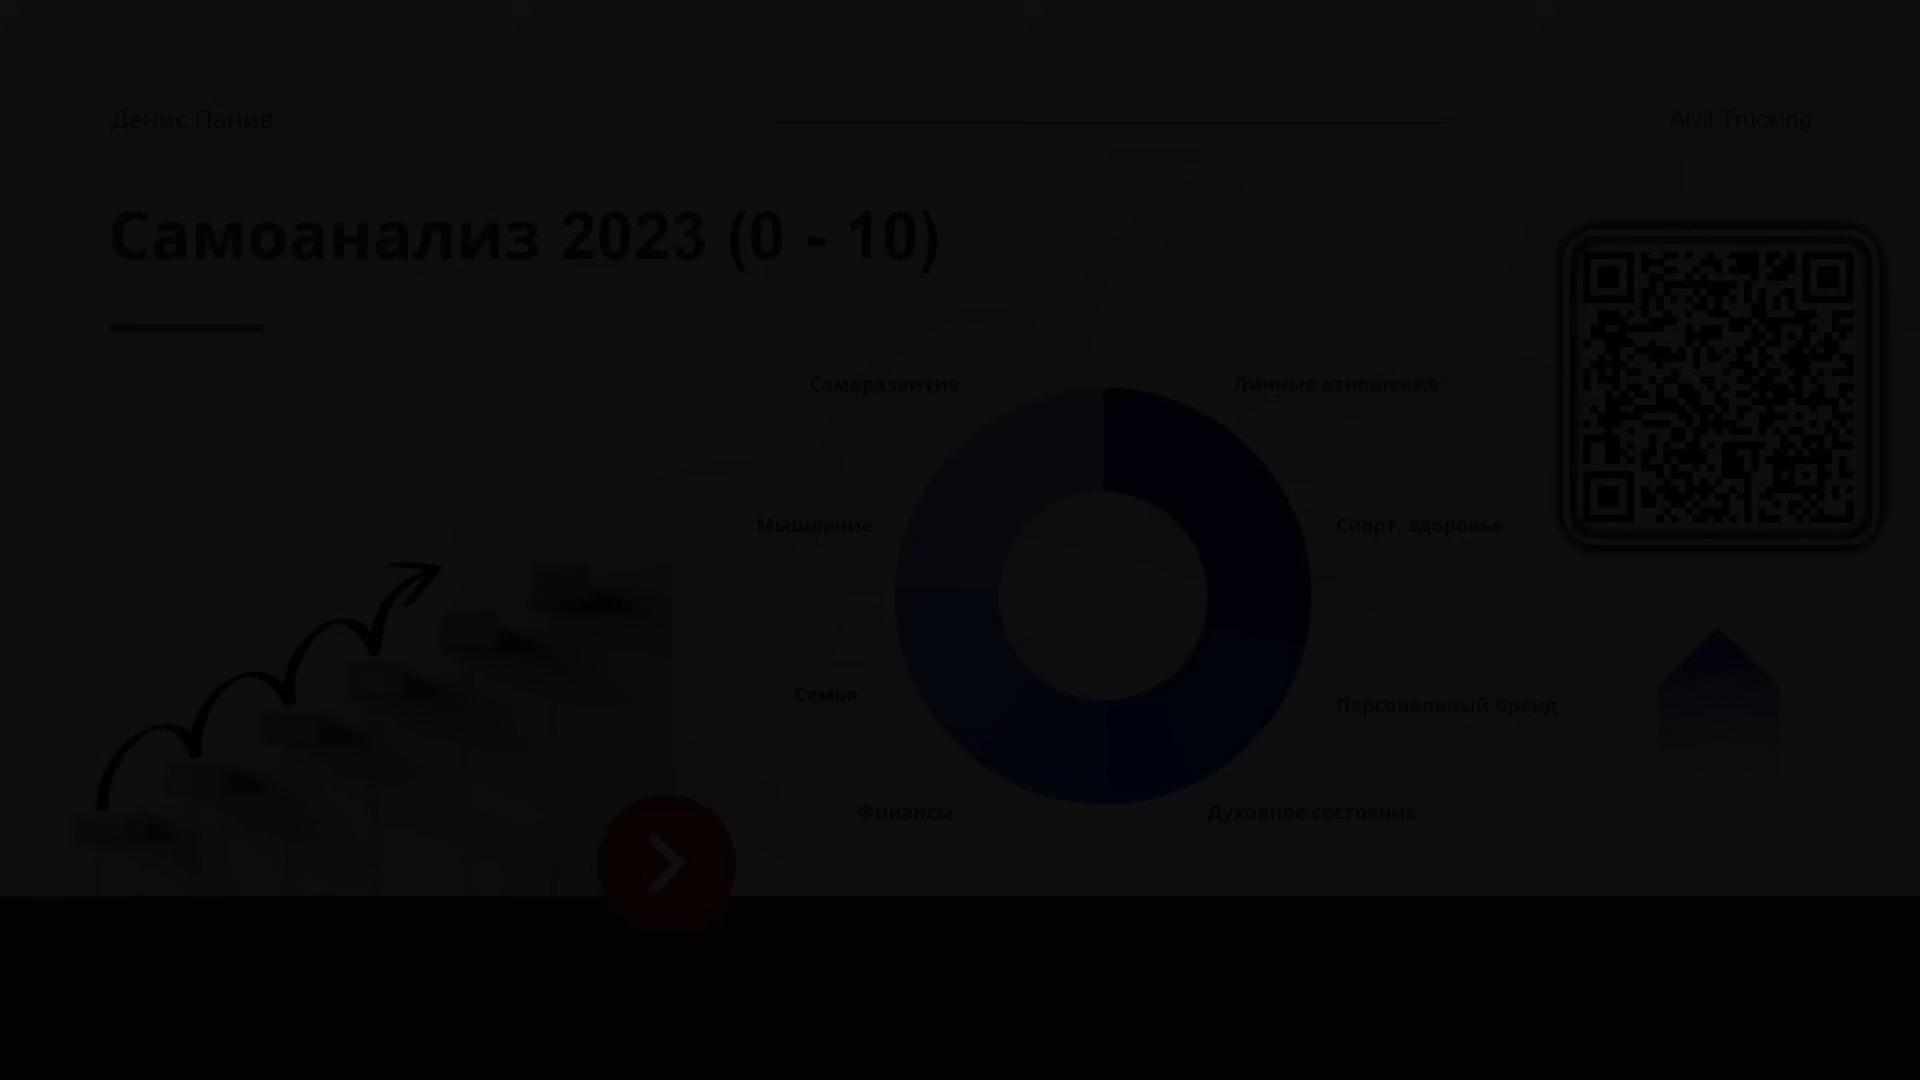 Денис Панив
Alvil Trucking
Самоанализ 2023 (0 - 10)
Саморазвитие
Личные отношения
Мышление
Спорт, здоровье
Семья
Персональный бренд
Финансы
Духовное состояние